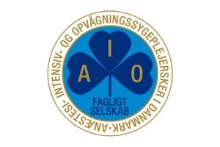 ANÆSTESI- INTENSIV- OG OPVÅGNINGSSYGEPLEJERSKER I DANMARK
A I O
FAGLIGT
SELSKAB